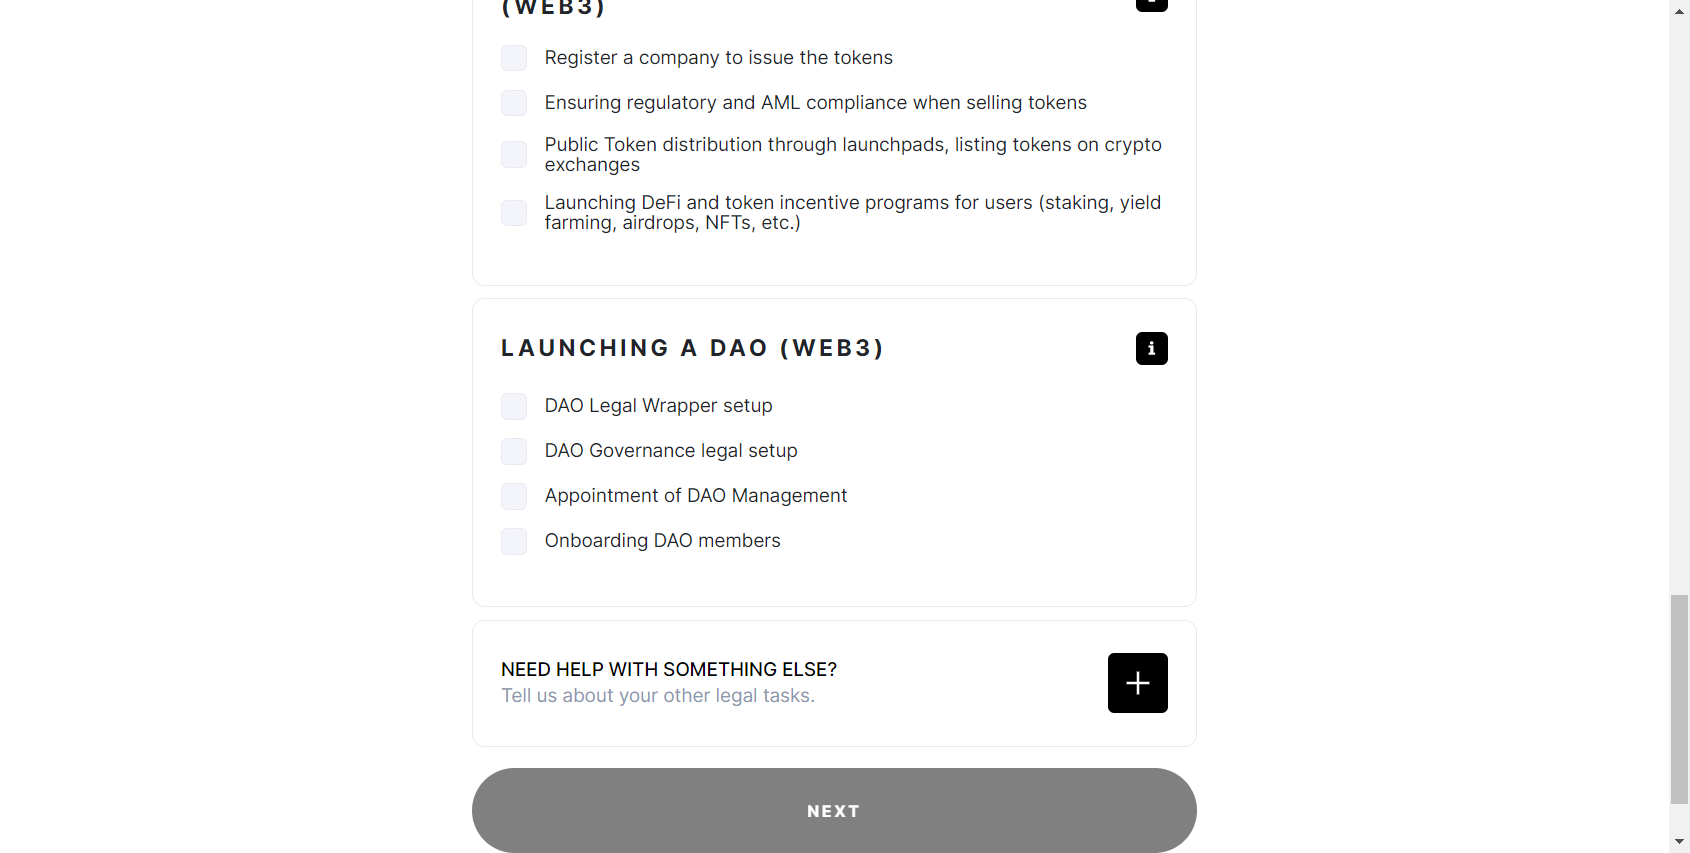 (WEB3)
Register a company to issue the tokens
Ensuring regulatory and AML compliance when selling tokens
Public Token distribution through launchpads, listing tokens on crypto
exchanges
Launching DeFi and token incentive programs for users (staking, yield
farming, airdrops, NFTs, etc.)
LAUNCHING A DAO (WEB3)
i
DAO Legal Wrapper setup
DAO Governance legal setup
Appointment of DAO Management
Onboarding DAO members
NEED HELP WITH SOMETHING ELSE?
Tell us about your other legal tasks.
NEXT